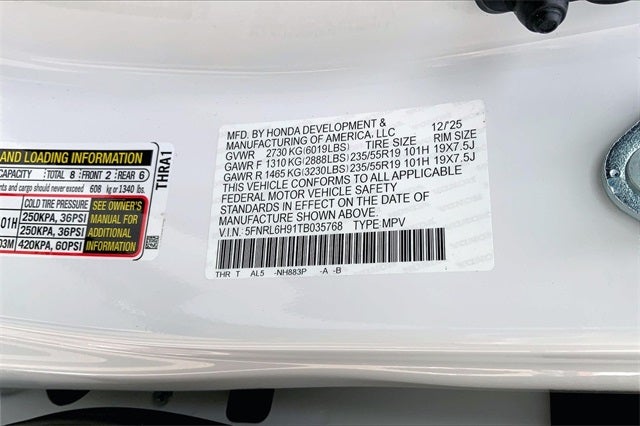 AND LOADING INFORMATION
CAPACITY TOTAL 8 FRONT 2 REAR 6
ants and cargo should never exceed 608 kg or 1340 lbs.
COLD TIRE PRESSURE
01H 250KPA, 36PSI
250KPA, 36PSI
03M 420KPA, 60PSI
SEE OWNER'S
MANUAL FOR
ADDITIONAL
INFORMATION
THRA1
MFD. BY HONDA DEVELOPMENT & 12/'25
MANUFACTURING OF AMERICA, LLC
GVWR 2730 KG(6019LBS) TIRE SIZE RIM SIZE
GAWR F 1310 KG(2888LBS) 235/55R19 101H 19X7.5J
GAWR R 1465 KG(3230LBS) 235/55R19 101H 19X7.5J
THIS VEHICLE CONFORMS TO ALL APPLICABLE
FEDERAL MOTOR VEHICLE SAFETY
STANDARDS IN EFFECT ON THE DATE OF
MANUFACTURE SHOWN ABOVE.
V.I.N.: 5FNRL6H91TB035768 TYPE:MPV
THR T AL5 -NH883P -A -B